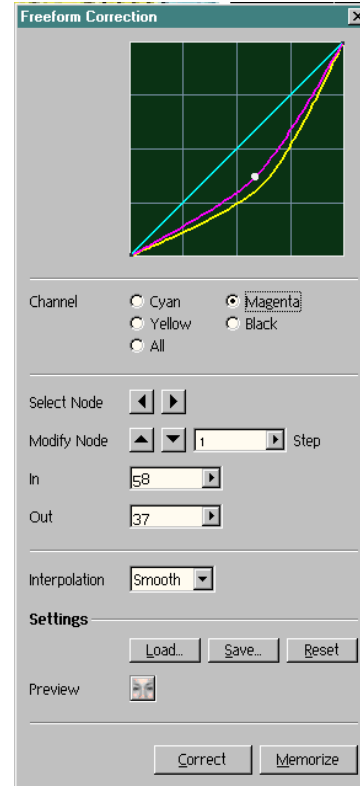 Freeform Correction
Channel
Cyan
Magenta
Yellow
Black
All
Select Node
Modify Node
1
Step
In
58
Out
37
Interpolation
Smooth
Settings
Load...
Save...
Reset
Preview
Correct
Memorize